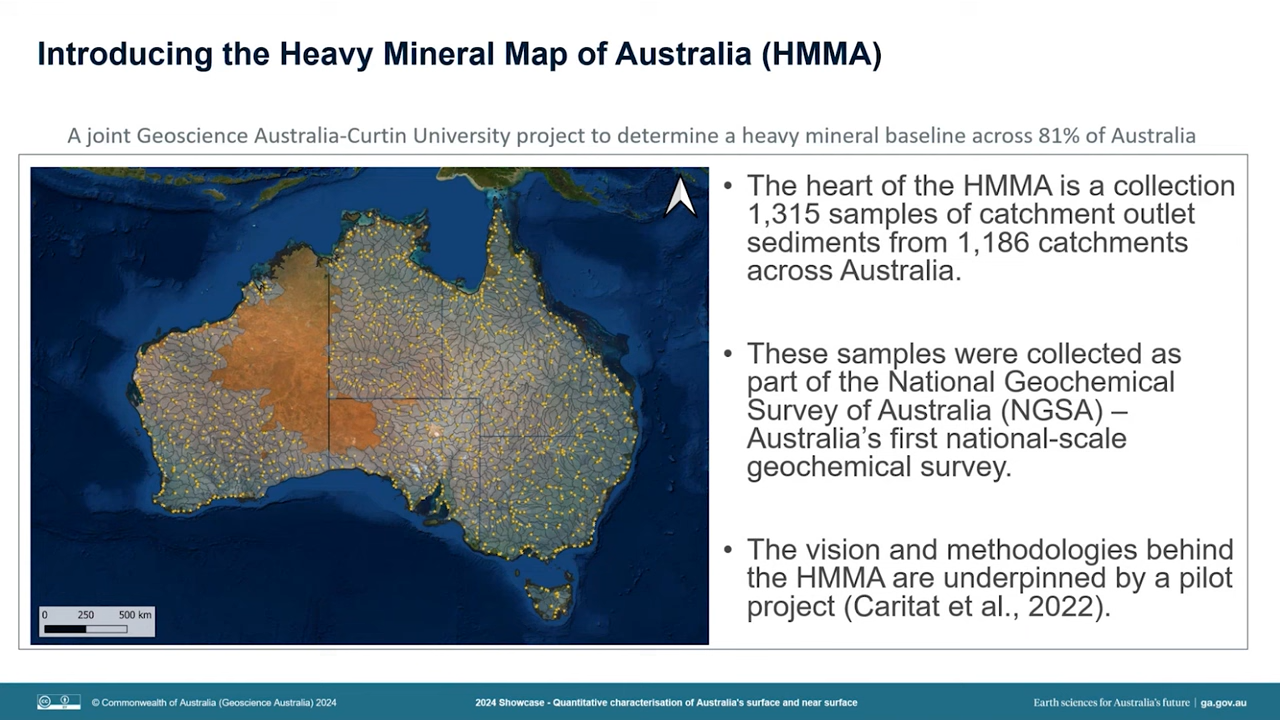 Introducing the Heavy Mineral Map of Australia (HMMA)
A joint Geoscience Australia-Curtin University project to determine a heavy mineral baseline across 81% of Australia
• The heart of the HMMA is a collection
1,315 samples of catchment outlet
sediments from 1,186 catchments
across Australia.
• These samples were collected as
part of the National Geochemical
Survey of Australia (NGSA) –
Australia's first national-scale
geochemical survey.
• The vision and methodologies behind
the HMMA are underpinned by a pilot
project (Caritat et al., 2022).
0 250 500 km
© Commonwealth of Australia (Geoscience Australia) 2024
2024 Showcase - Quantitative characterisation of Australia's surface and near surface
Earth sciences for Australia's future | ga.gov.au